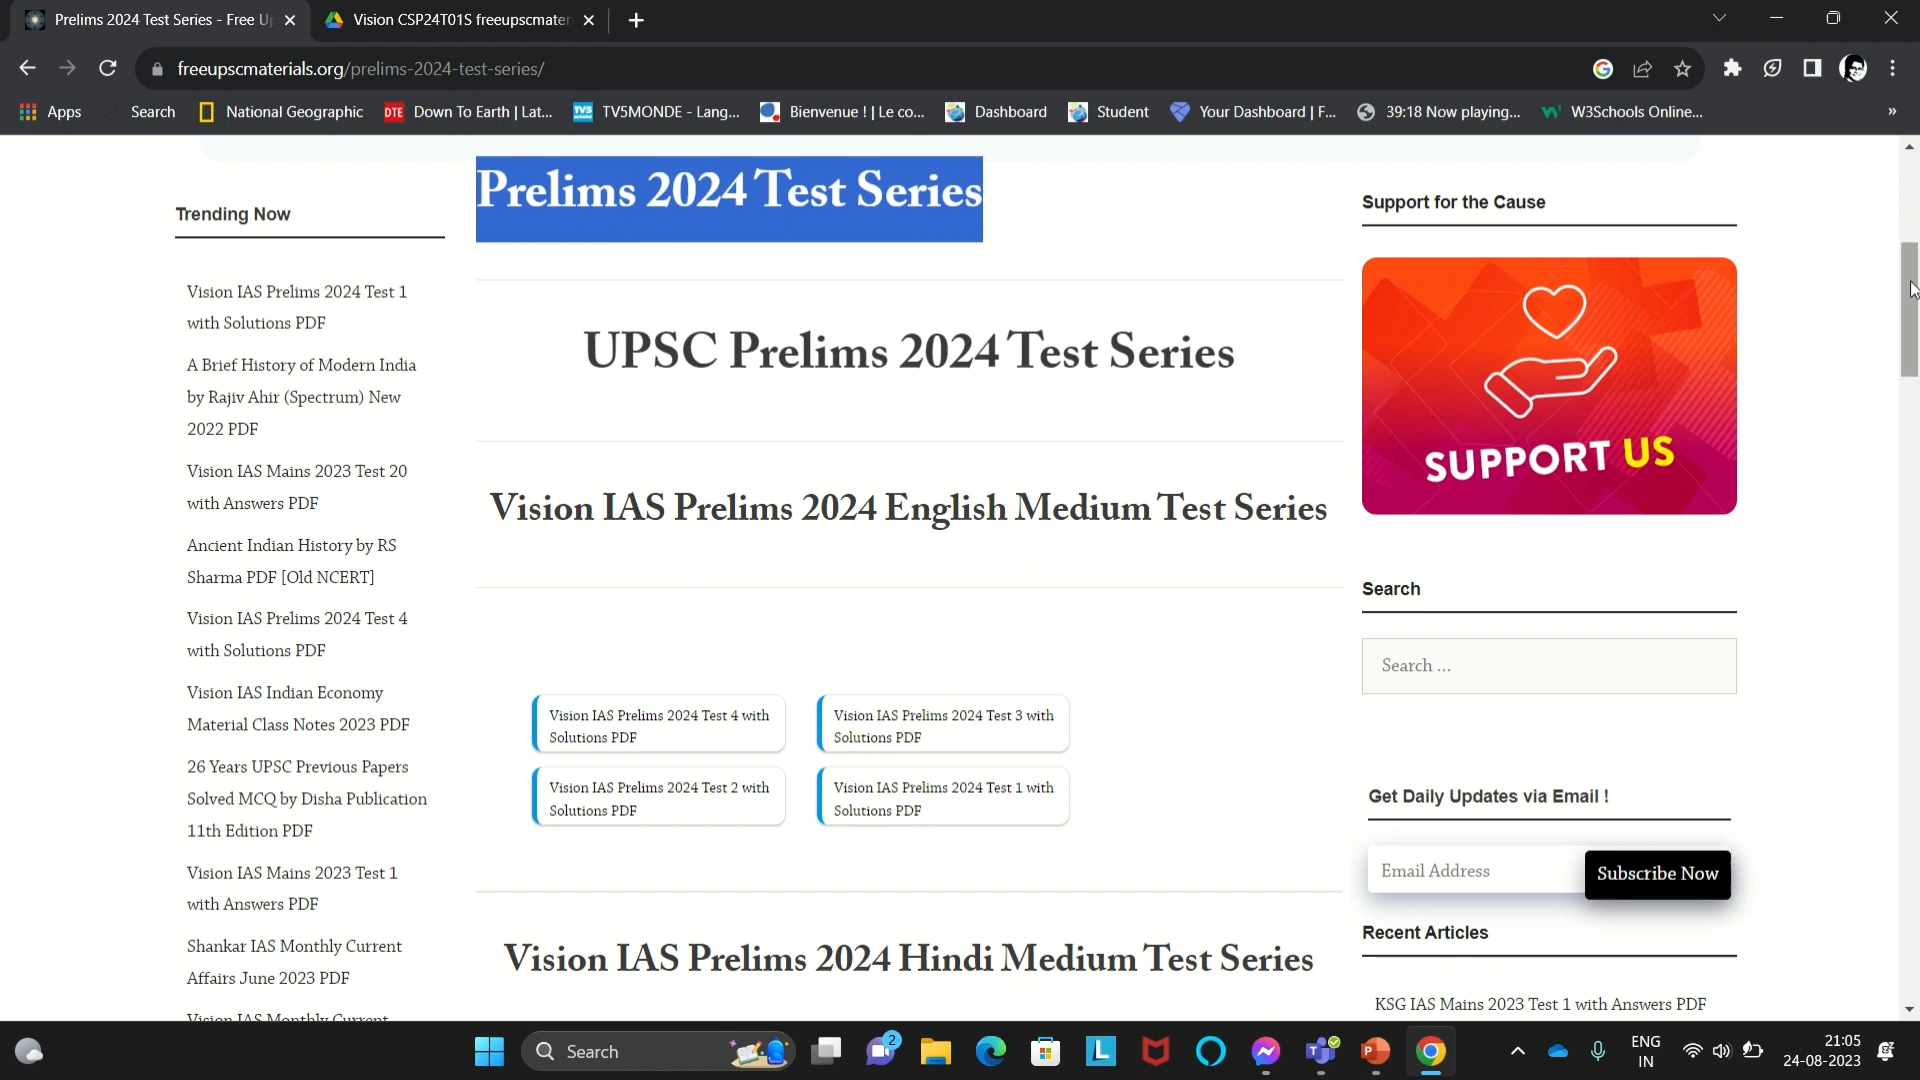 Prelims 2024 Test Series - Free U
Vision CSP24T01S freeupscmater
freeupscmaterials.org/prelims-2024-test-series/
Apps
Search
National Geographic
DTE
Down To Earth | Lat...
TV5
TV5MONDE - Lang...
Bienvenue ! | Le co...
Dashboard
Student
Your Dashboard | F...
39:18 Now playing...
W3Schools Online...
»
Trending Now
Vision IAS Prelims 2024 Test 1
with Solutions PDF
A Brief History of Modern India
by Rajiv Ahir (Spectrum) New
2022 PDF
Vision IAS Mains 2023 Test 20
with Answers PDF
Ancient Indian History by RS
Sharma PDF [Old NCERT]
Vision IAS Prelims 2024 Test 4
with Solutions PDF
Vision IAS Indian Economy
Material Class Notes 2023 PDF
26 Years UPSC Previous Papers
Solved MCQ by Disha Publication
11th Edition PDF
Vision IAS Mains 2023 Test 1
with Answers PDF
Shankar IAS Monthly Current
Affairs June 2023 PDF
Vision IAS Monthly Current
Prelims 2024 Test Series
UPSC Prelims 2024 Test Series
Vision IAS Prelims 2024 English Medium Test Series
Vision IAS Prelims 2024 Test 4 with
Solutions PDF
Vision IAS Prelims 2024 Test 3 with
Solutions PDF
Vision IAS Prelims 2024 Test 2 with
Solutions PDF
Vision IAS Prelims 2024 Test 1 with
Solutions PDF
Vision IAS Prelims 2024 Hindi Medium Test Series
Support for the Cause
SUPPORT US
Search
Search ...
Get Daily Updates via Email !
Email Address
Subscribe Now
Recent Articles
KSG IAS Mains 2023 Test 1 with Answers PDF
Search
2
L
P
ENG
IN
21:05
24-08-2023